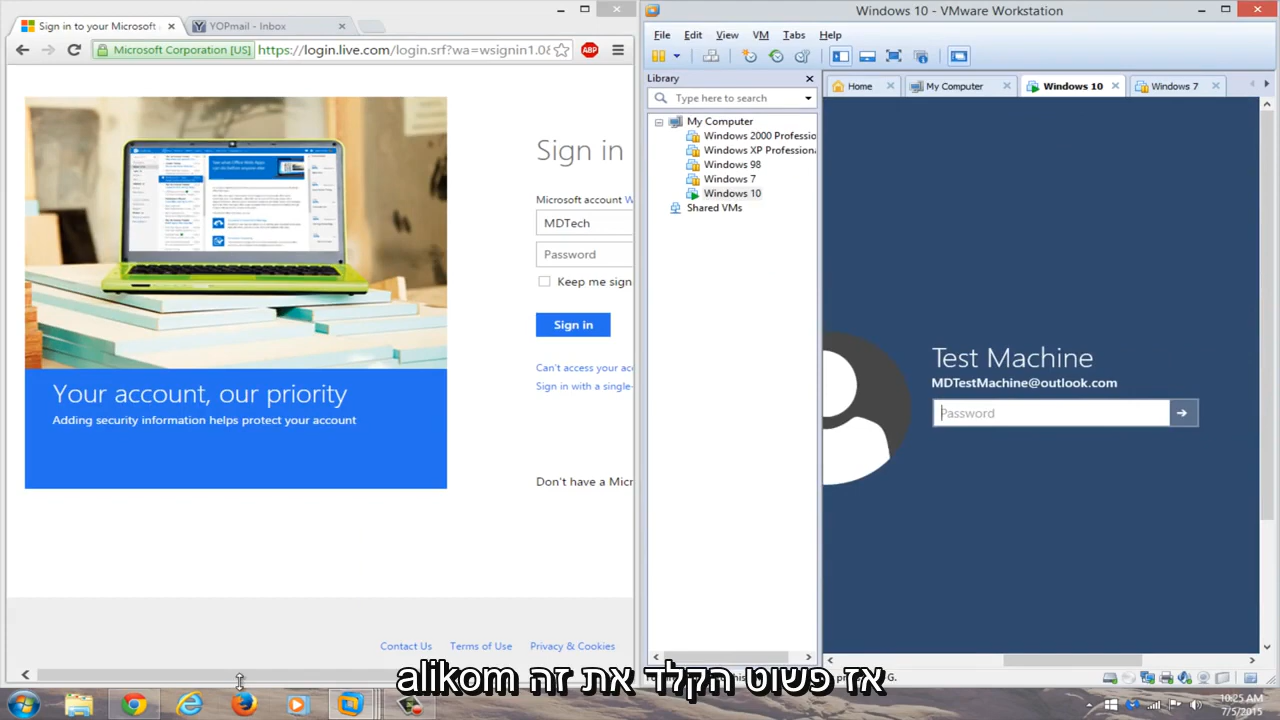 Sign in to your Microsoft
YOPmail - Inbox
Microsoft Corporation [US]
https://login.live.com/login.srf?wa=wsignin1.0&
ABP
Your account, our priority
Adding security information helps protect your account
Sign in
Microsoft account W
MDTech
Password
Keep me sign
Sign in
Can't access your acc
Sign in with a single-
Don't have a Micr
Contact Us
Terms of Use
Privacy & Cookies
Windows 10 - VMware Workstation
File Edit View VM Tabs Help
Library
Type here to search
My Computer
Windows 2000 Professio
Windows XP Profession
Windows 98
Windows 7
Windows 10
Shared VMs
Home
My Computer
Windows 10
Windows 7
Test Machine
MDTestMachine@outlook.com
Password
אז פשוט הקלד את זה alikom
10:25 AM
7/5/2015